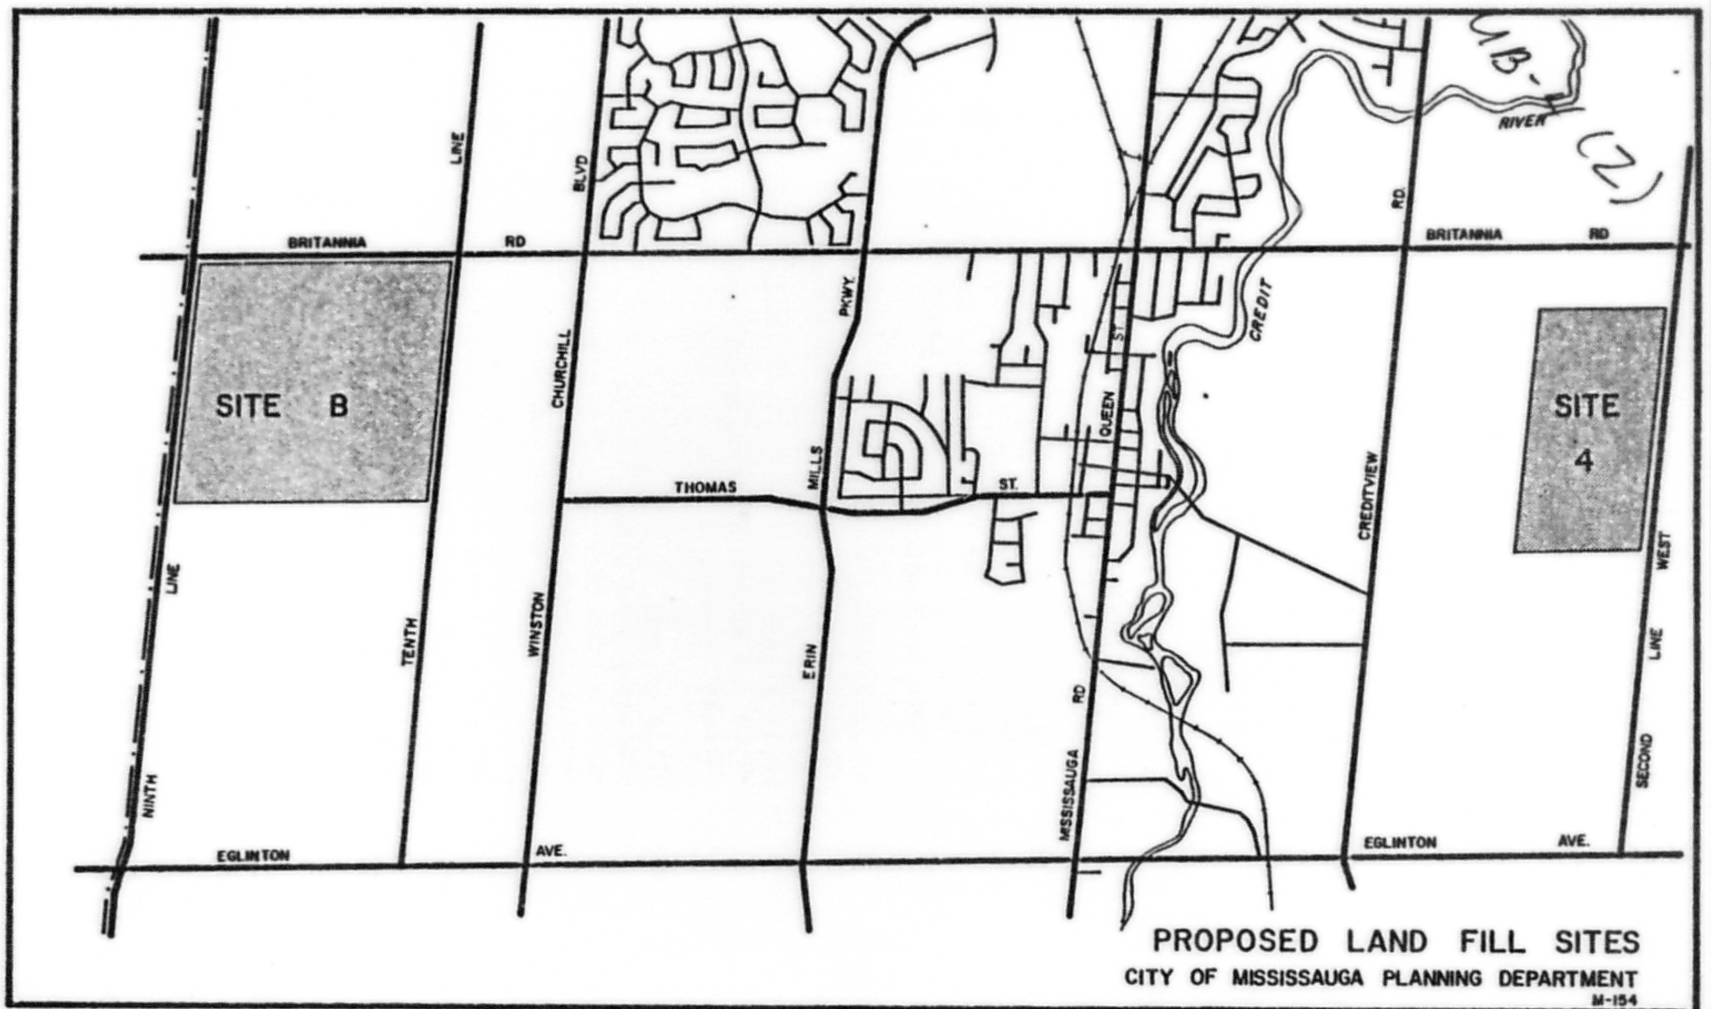 UB-
(Z)
RIVER
LINE
BLVD
RD.
BRITANNIA RD
BRITANNIA RD
PKWY.
CREDIT
ST.
CHURCHILL
SITE B
SITE
4
QUEEN
MILLS
CREDITVIEW
THOMAS ST.
WEST
LINE
WINSTON
TENTH
ERIN
LINE
RD
SECOND
NINTH
MISSISSAUGA
EGLINTON AVE.
EGLINTON AVE.
PROPOSED LAND FILL SITES
CITY OF MISSISSAUGA PLANNING DEPARTMENT
M-154